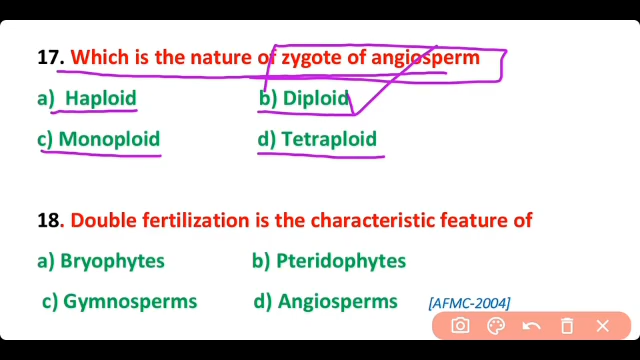 17. Which is the nature of zygote of angiosperm
a) Haploid b) Diploid
c) Monoploid d) Tetraploid
18. Double fertilization is the characteristic feature of
a) Bryophytes b) Pteridophytes
c) Gymnosperms d) Angiosperms [AFMC-2004]